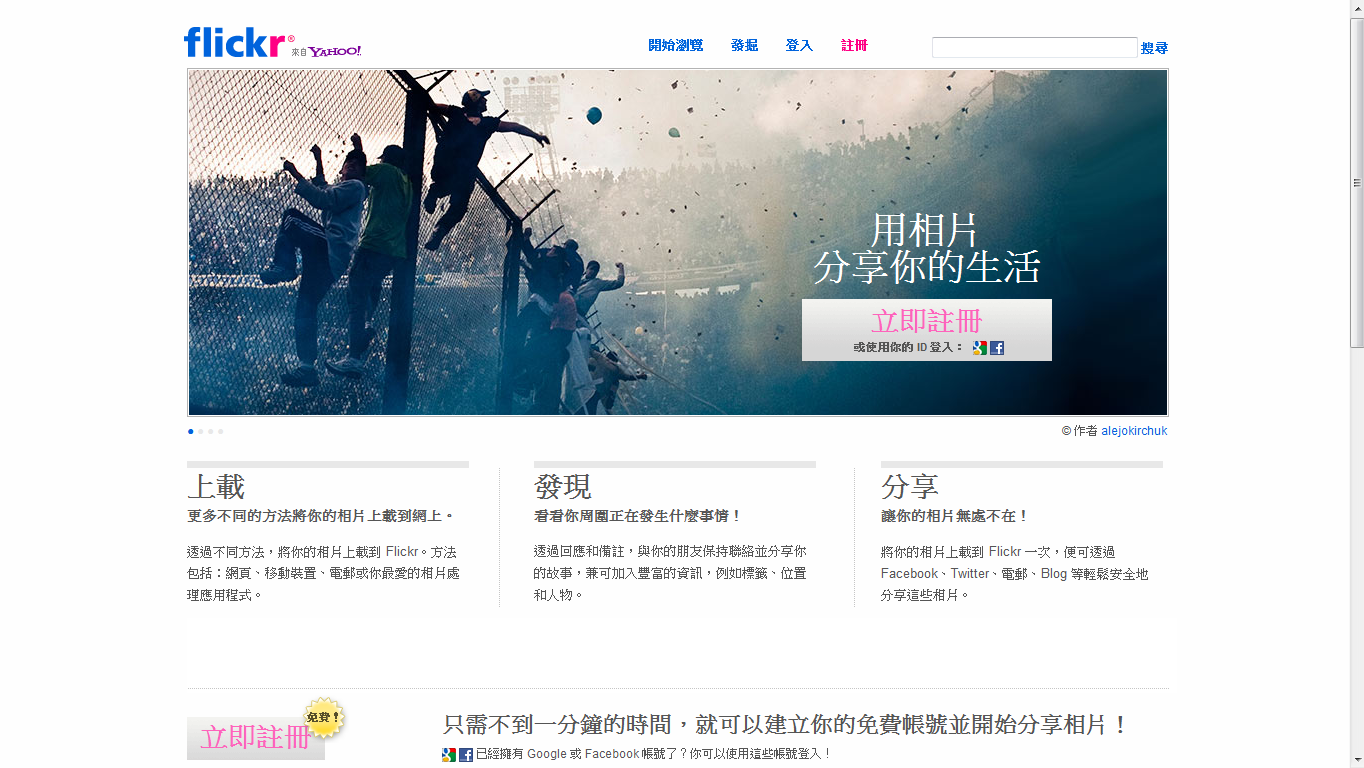 flickr® 來自 YAHOO!
開始瀏覽 發掘 登入 註冊 搜尋
用相片
分享你的生活
立即註冊
或使用你的 ID 登入：
© 作者 alejokirchuk
上載
更多不同的方法將你的相片上載到網上。
透過不同方法，將你的相片上載到 Flickr。方法
包括：網頁、移動裝置、電郵或你最愛的相片處
理應用程式。
發現
看看你周圍正在發生什麼事情！
透過回應和備註，與你的朋友保持聯絡並分享你
的故事，兼可加入豐富的資訊，例如標籤、位置
和人物。
分享
讓你的相片無處不在！
將你的相片上載到 Flickr 一次，便可透過
Facebook、Twitter、電郵、Blog 等輕鬆安全地
分享這些相片。
立即註冊
免費！
只需不到一分鐘的時間，就可以建立你的免費帳號並開始分享相片！
已經擁有 Google 或 Facebook 帳號了？你可以使用這些帳號登入！